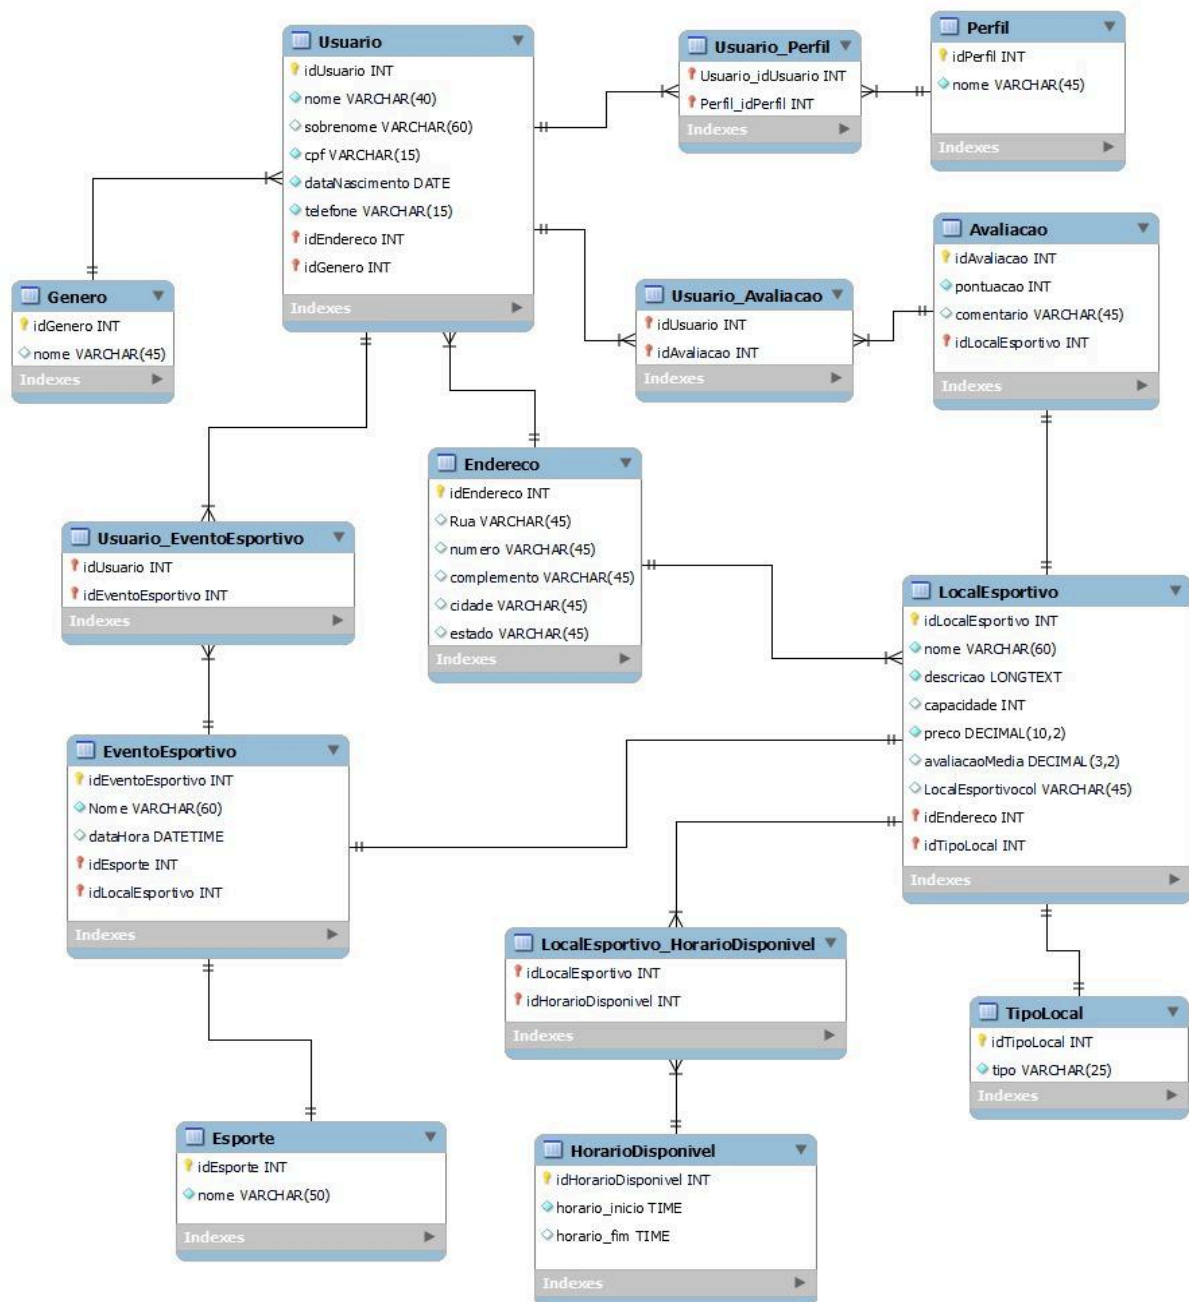 Usuario
idUsuario INT
nome VARCHAR(40)
sobrenome VARCHAR(60)
cpf VARCHAR(15)
dataNascimento DATE
telefone VARCHAR(15)
idEndereco INT
idGenero INT
Indexes
Usuario_Perfil
Usuario_idUsuario INT
Perfil_idPerfil INT
Indexes
Perfil
idPerfil INT
nome VARCHAR(45)
Indexes
Genero
idGenero INT
nome VARCHAR(45)
Indexes
Usuario_Avaliacao
idUsuario INT
idAvaliacao INT
Indexes
Avaliacao
idAvaliacao INT
pontuacao INT
comentario VARCHAR(45)
idLocalEsportivo INT
Indexes
Endereco
idEndereco INT
Rua VARCHAR(45)
numero VARCHAR(45)
complemento VARCHAR(45)
cidade VARCHAR(45)
estado VARCHAR(45)
Indexes
Usuario_EventoEsportivo
idUsuario INT
idEventoEsportivo INT
Indexes
LocalEsportivo
idLocalEsportivo INT
nome VARCHAR(60)
descricao LONGTEXT
capacidade INT
preco DECIMAL(10,2)
avaliacaoMedia DECIMAL(3,2)
LocalEsportivocol VARCHAR(45)
idEndereco INT
idTipoLocal INT
Indexes
EventoEsportivo
idEventoEsportivo INT
Nome VARCHAR(60)
dataHora DATETIME
idEsporte INT
idLocalEsportivo INT
Indexes
LocalEsportivo_HorarioDisponivel
idLocalEsportivo INT
idHorarioDisponivel INT
Indexes
TipoLocal
idTipoLocal INT
tipo VARCHAR(25)
Indexes
Esporte
idEsporte INT
nome VARCHAR(50)
Indexes
HorarioDisponivel
idHorarioDisponivel INT
horario_inicio TIME
horario_fim TIME
Indexes